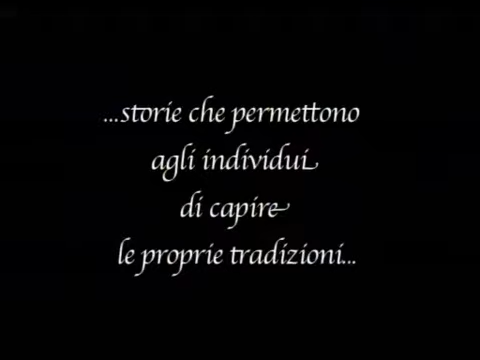 ...storie che permettono
agli individui
di capire
le proprie tradizioni...